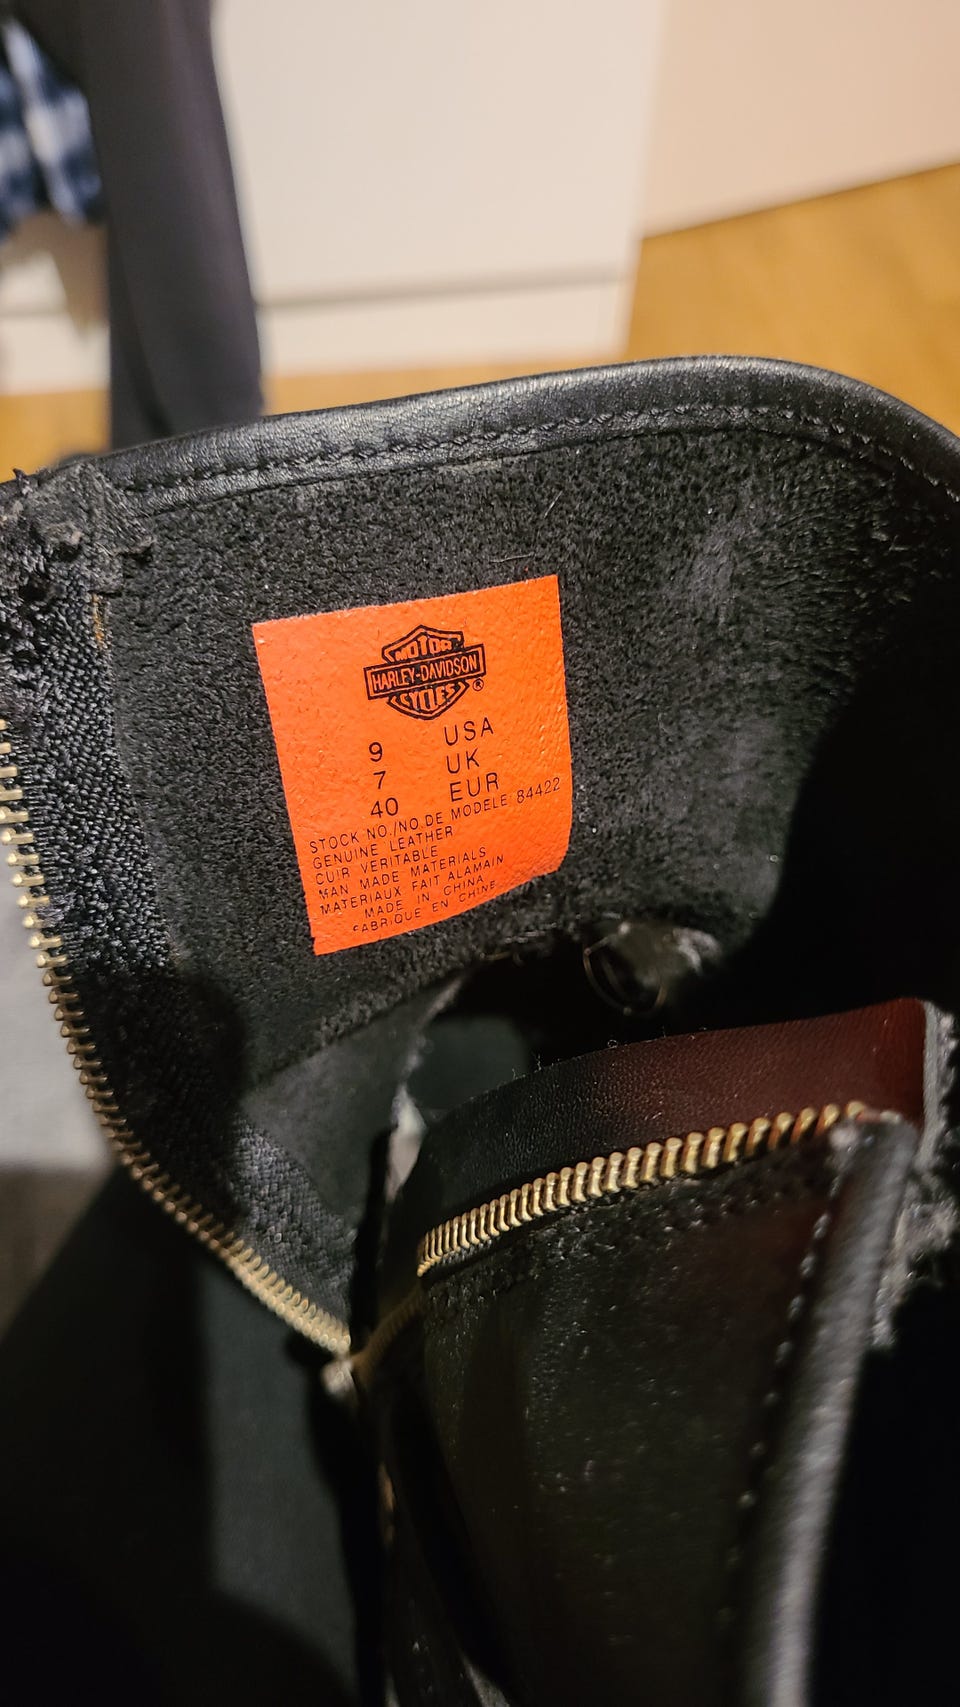 MOTOR
HARLEY-DAVIDSON
CYCLES ®
9 USA
7 UK
40 EUR
STOCK NO./NO.DE MODELE 84422
GENUINE LEATHER
CUIR VERITABLE
MAN MADE MATERIALS
MATERIAUX FAIT ALAMAIN
MADE IN CHINA
FABRIQUE EN CHINE